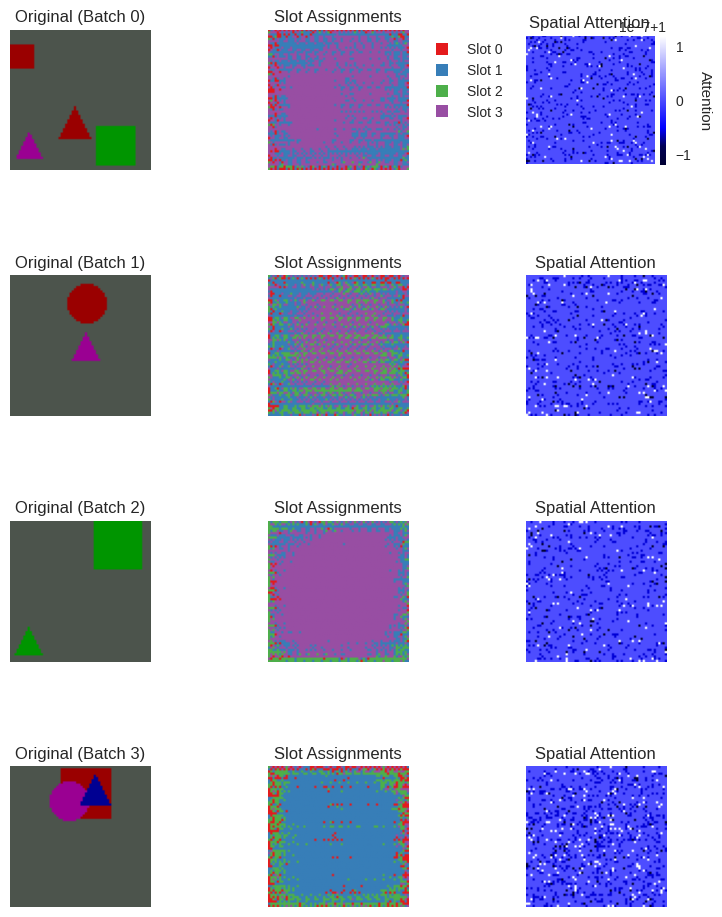 Original (Batch 0)
Slot Assignments
Slot 0
Slot 1
Slot 2
Slot 3
Spatial Attention
1e−7+1
1
0
−1
Attention
Original (Batch 1)
Slot Assignments
Spatial Attention
Original (Batch 2)
Slot Assignments
Spatial Attention
Original (Batch 3)
Slot Assignments
Spatial Attention